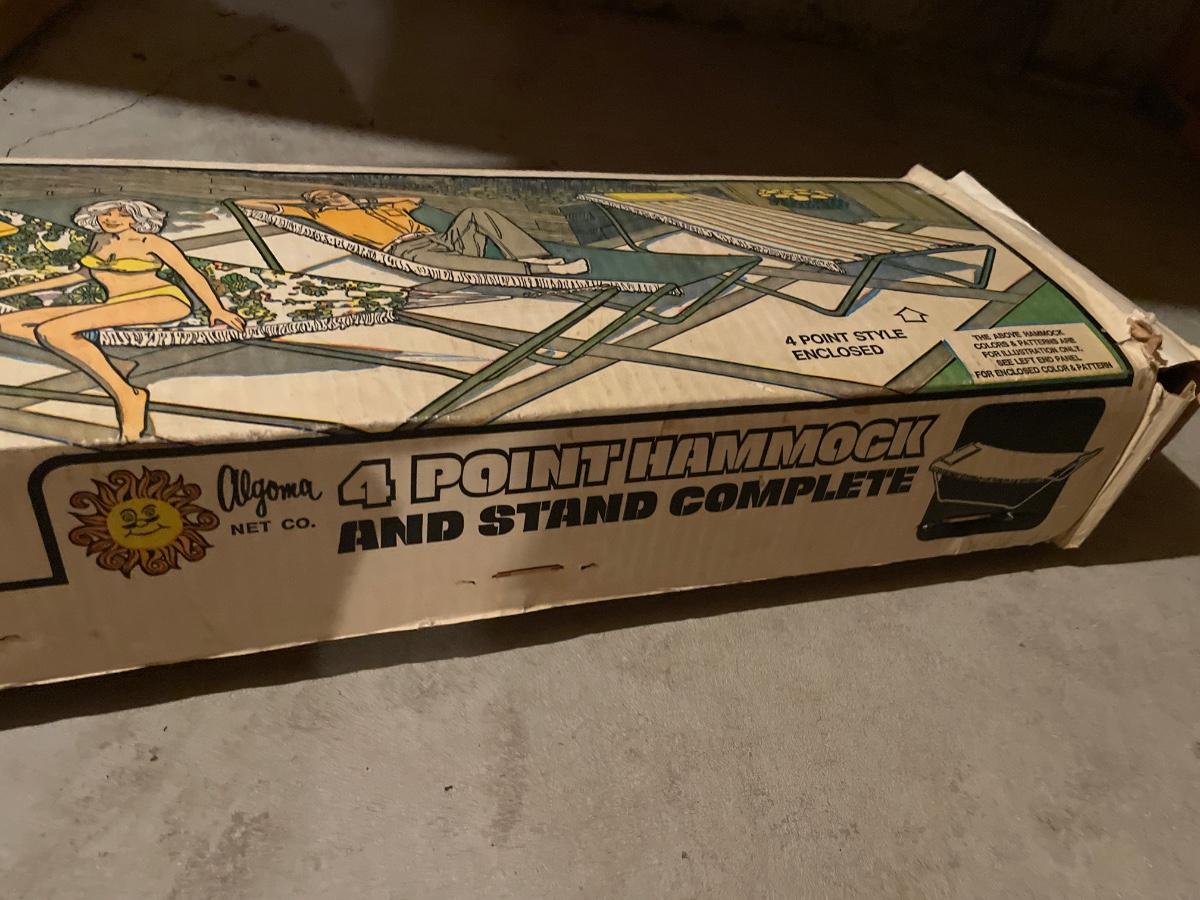 4 POINT STYLE
ENCLOSED
THE ABOVE HAMMOCK
COLORS & PATTERNS ARE
FOR ILLUSTRATION ONLY.
SEE LEFT END PANEL
FOR ENCLOSED COLOR & PATTERN
Algoma
NET CO.
4 POINT HAMMOCK
AND STAND COMPLETE